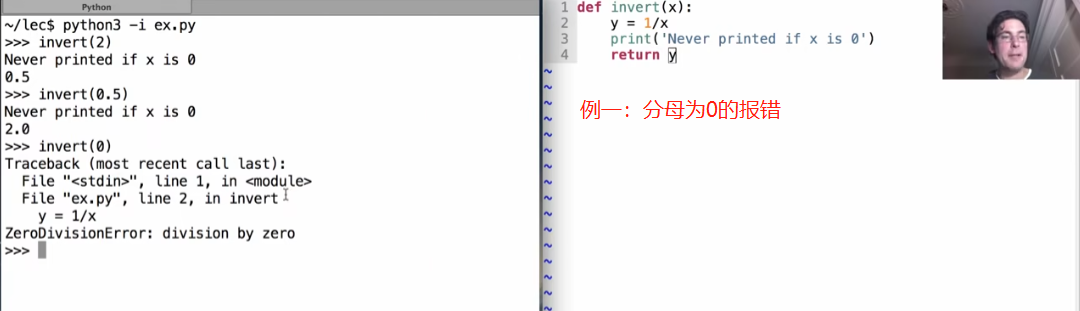 Python
~/lec$ python3 -i ex.py
>>> invert(2)
Never printed if x is 0
0.5
>>> invert(0.5)
Never printed if x is 0
2.0
>>> invert(0)
Traceback (most recent call last):
  File "<stdin>", line 1, in <module>
  File "ex.py", line 2, in invert
    y = 1/x
ZeroDivisionError: division by zero
>>>
1 def invert(x):
2     y = 1/x
3     print('Never printed if x is 0')
4     return y
~
~
~
例一：分母为0的报错
~
~
~
~
~
~
~
~
~
~
~
~